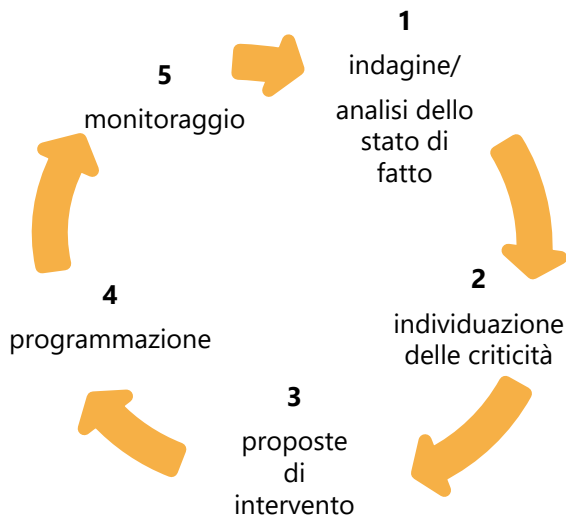 1
indagine/
analisi dello
stato di
fatto
2
individuazione
delle criticità
3
proposte
di
intervento
4
programmazione
5
monitoraggio